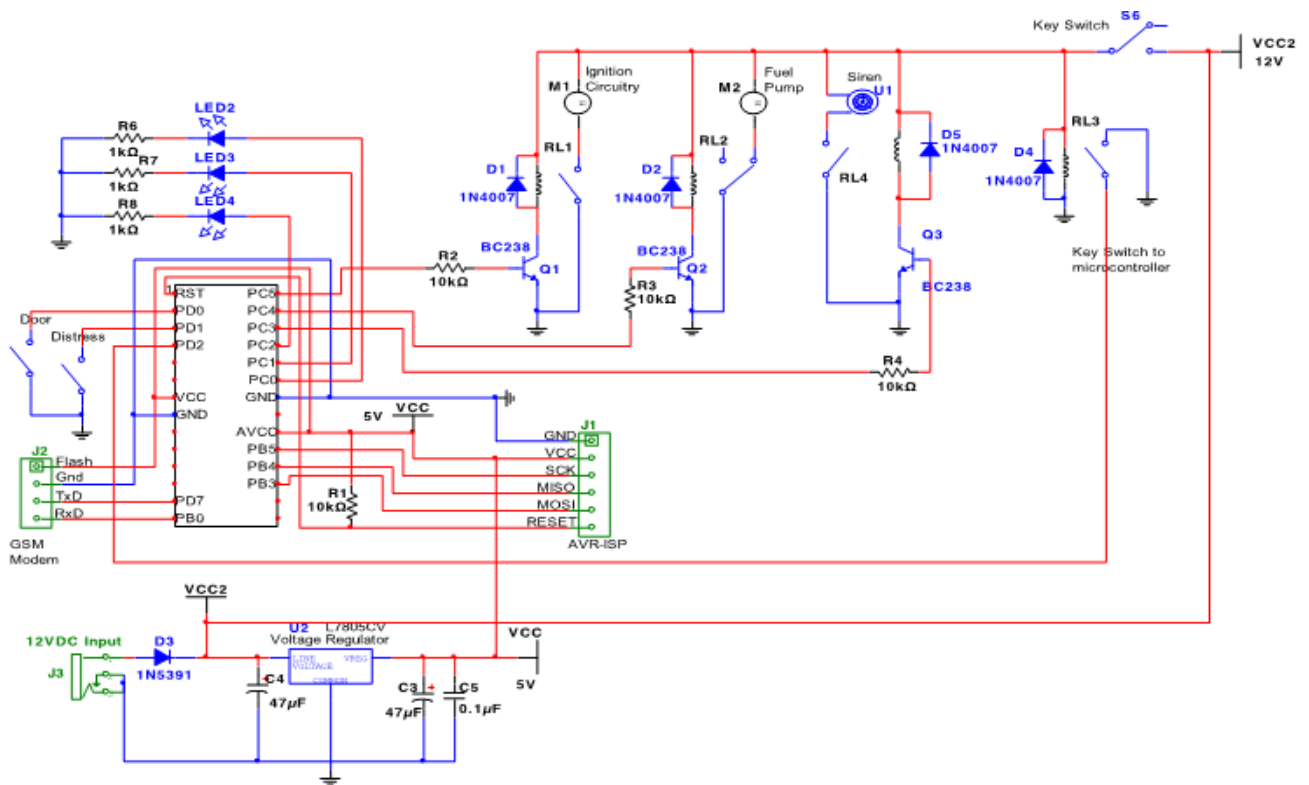 Key Switch
S6
VCC2
12V
Ignition
Circuitry
M1
Fuel
Pump
M2
Siren
U1
LED2
R6
1kΩ
LED3
R7
1kΩ
LED4
R8
1kΩ
D1
1N4007
RL1
D2
1N4007
RL2
RL4
D5
1N4007
D4
1N4007
RL3
BC238
Q1
BC238
Q2
Q3
BC238
Key Switch to
microcontroller
R2
10kΩ
R3
10kΩ
R4
10kΩ
Door
Distress
1
RST
PD0
PD1
PD2
VCC
GND
PD7
PB0
PC5
PC4
PC3
PC2
PC1
PC0
GND
AVCC
PB5
PB4
PB3
VCC
5V
R1
10kΩ
J1
GND
VCC
SCK
MISO
MOSI
RESET
AVR-ISP
J2
Flash
Gnd
TxD
RxD
GSM
Modem
VCC2
12VDC Input
J3
D3
1N5391
U2
L7805CV
Voltage Regulator
LINE
VOLTAGE
VREG
COMMON
C4
47µF
C3
47µF
C5
0.1µF
VCC
5V